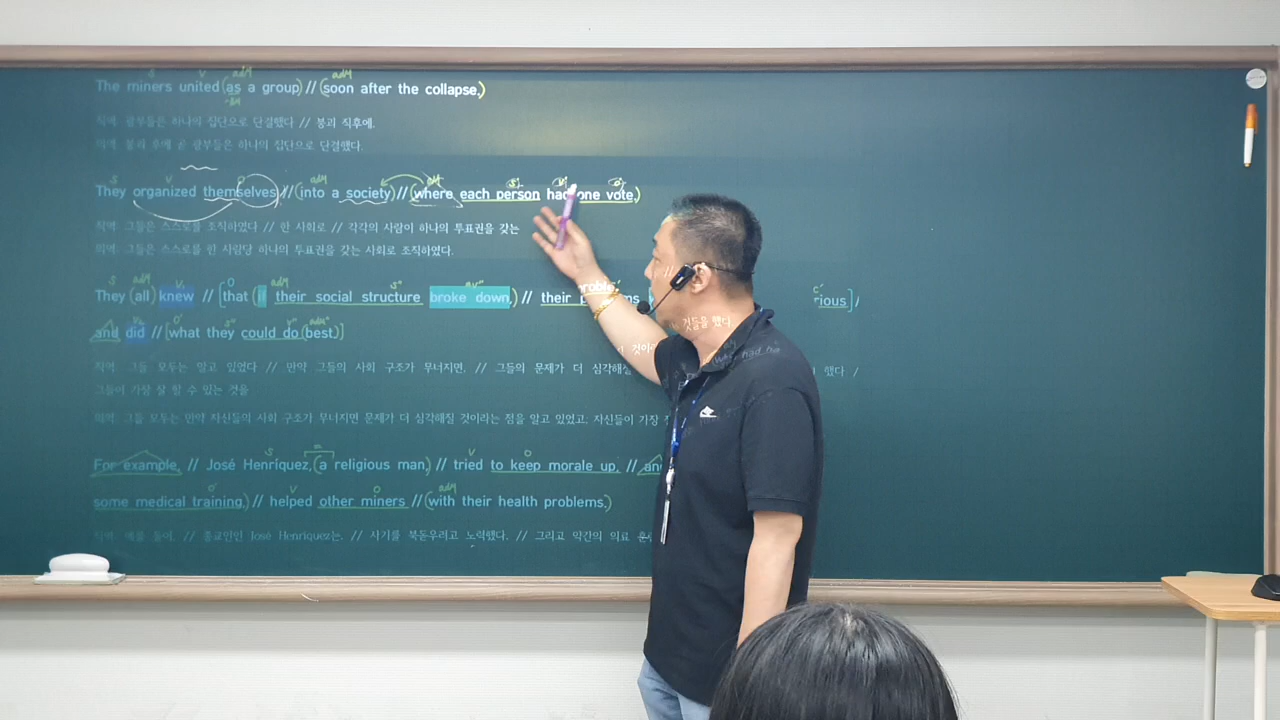 The miners united (as a group) // (soon after the collapse.)
직역. 광부들은 하나의 집단으로 단결했다 // 붕괴 직후에.
의역. 붕괴 후에 곧 광부들은 하나의 집단으로 단결했다.
They organized themselves // (into a society) // (where each person had one vote.)
직역. 그들은 스스로를 조직하였다 // 한 사회로 // 각각의 사람이 하나의 투표권을 갖는
의역. 그들은 스스로를 한 사람당 하나의 투표권을 갖는 사회로 조직하였다.
They (all) knew // [that (if their social structure broke down,) // their problems rious] /
and did // [what they could do (best.)]
직역. 그들 모두는 알고 있었다 // 만약 그들의 사회 구조가 무너지면, // 그들의 문제가 더 심각해질 했다 /
그들이 가장 잘 할 수 있는 것을
의역. 그들 모두는 만약 자신들의 사회 구조가 무너지면 문제가 더 심각해질 것이라는 점을 알고 있었고, 자신들이 가장
For example, // José Henríquez, (a religious man,) // tried to keep morale up, // and
some medical training,) // helped other miners // (with their health problems.)
직역. 예를 들어, // 종교인인 José Henríquez는, // 사기를 북돋우려고 노력했다. // 그리고 약간의 의료